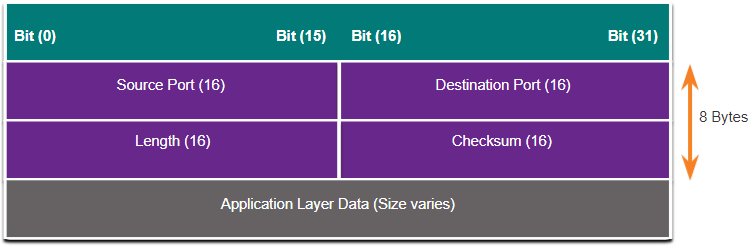 Bit (0) Bit (15) Bit (16) Bit (31)
Source Port (16) Destination Port (16)
8 Bytes
Length (16) Checksum (16)
Application Layer Data (Size varies)